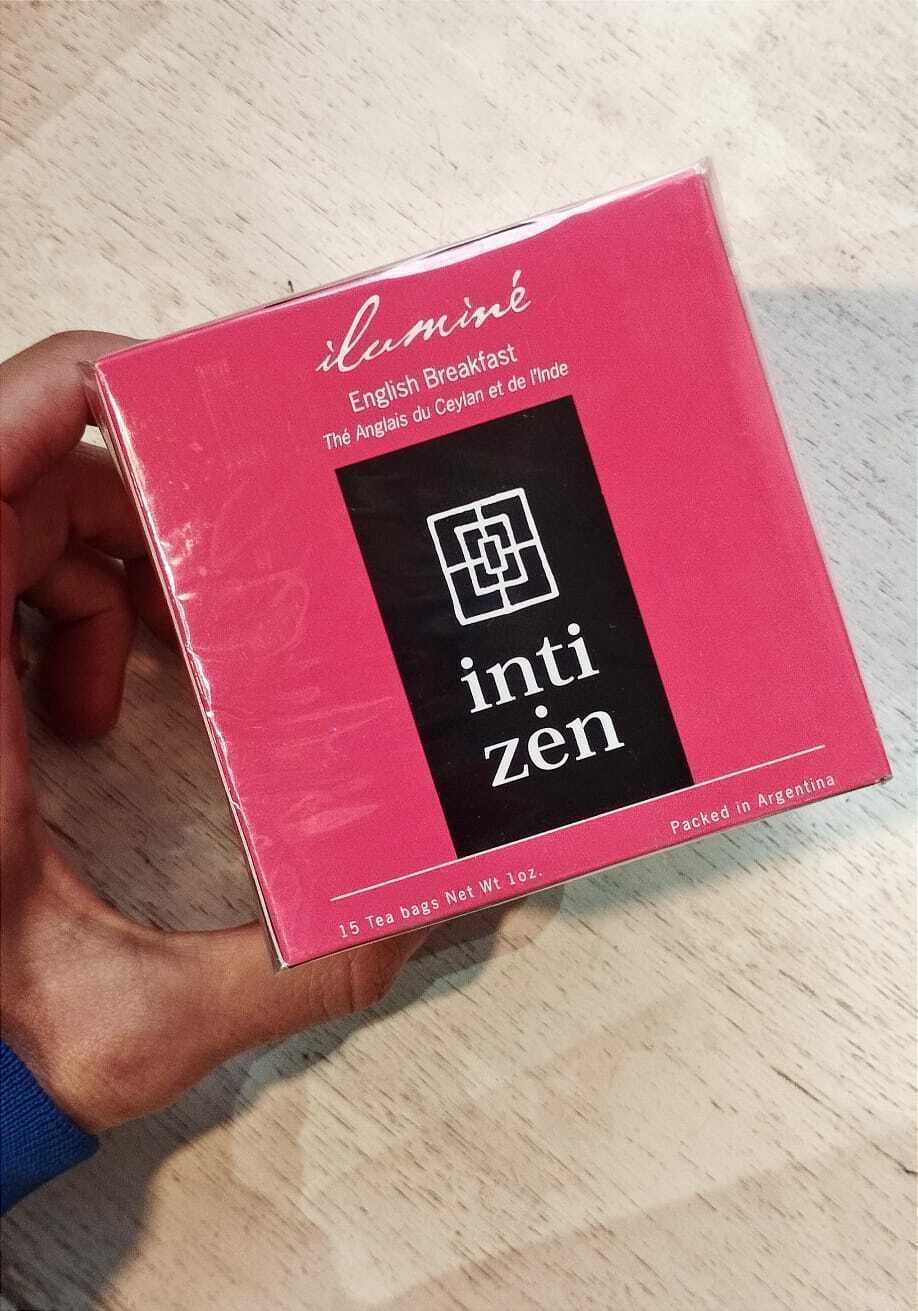 iluminé
English Breakfast
Thé Anglais du Ceylan et de l'Inde
inti
zėn
15 Tea bags Net Wt 1oz.
Packed in Argentina